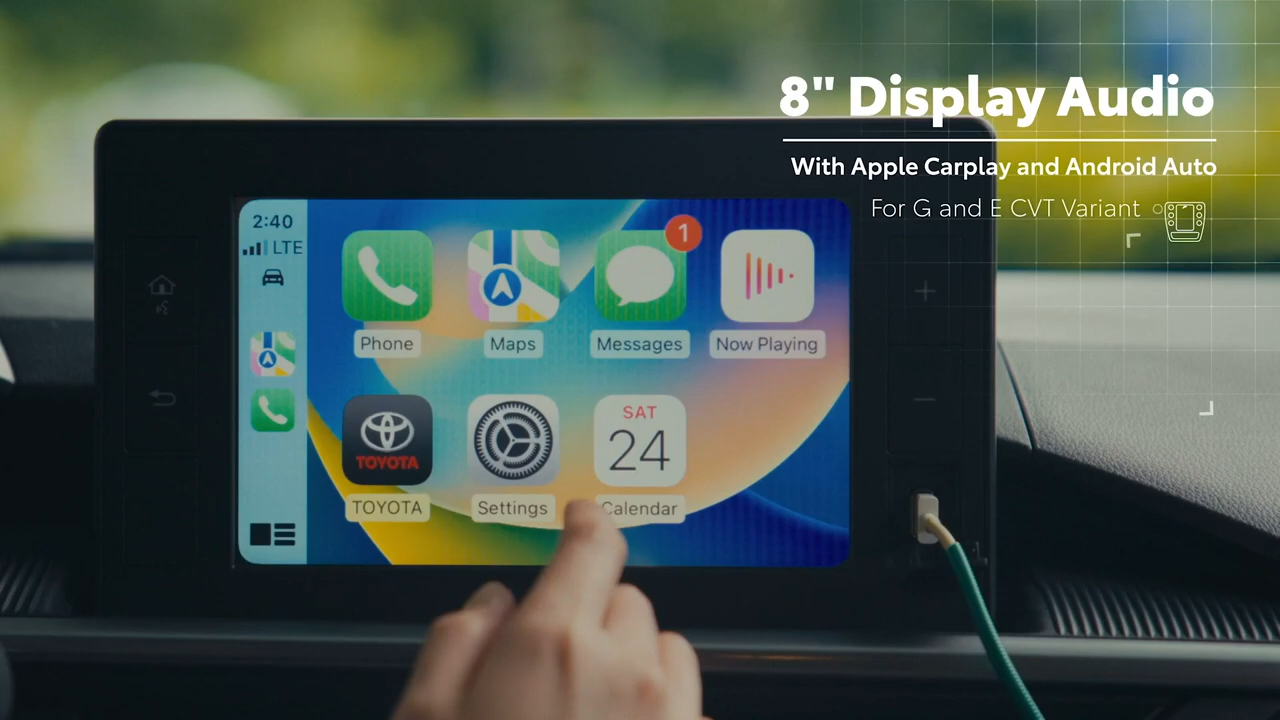 8" Display Audio
With Apple Carplay and Android Auto
For G and E CVT Variant
2:40
LTE
1
Phone
Maps
Messages
Now Playing
TOYOTA
SAT
24
TOYOTA
Settings
Calendar